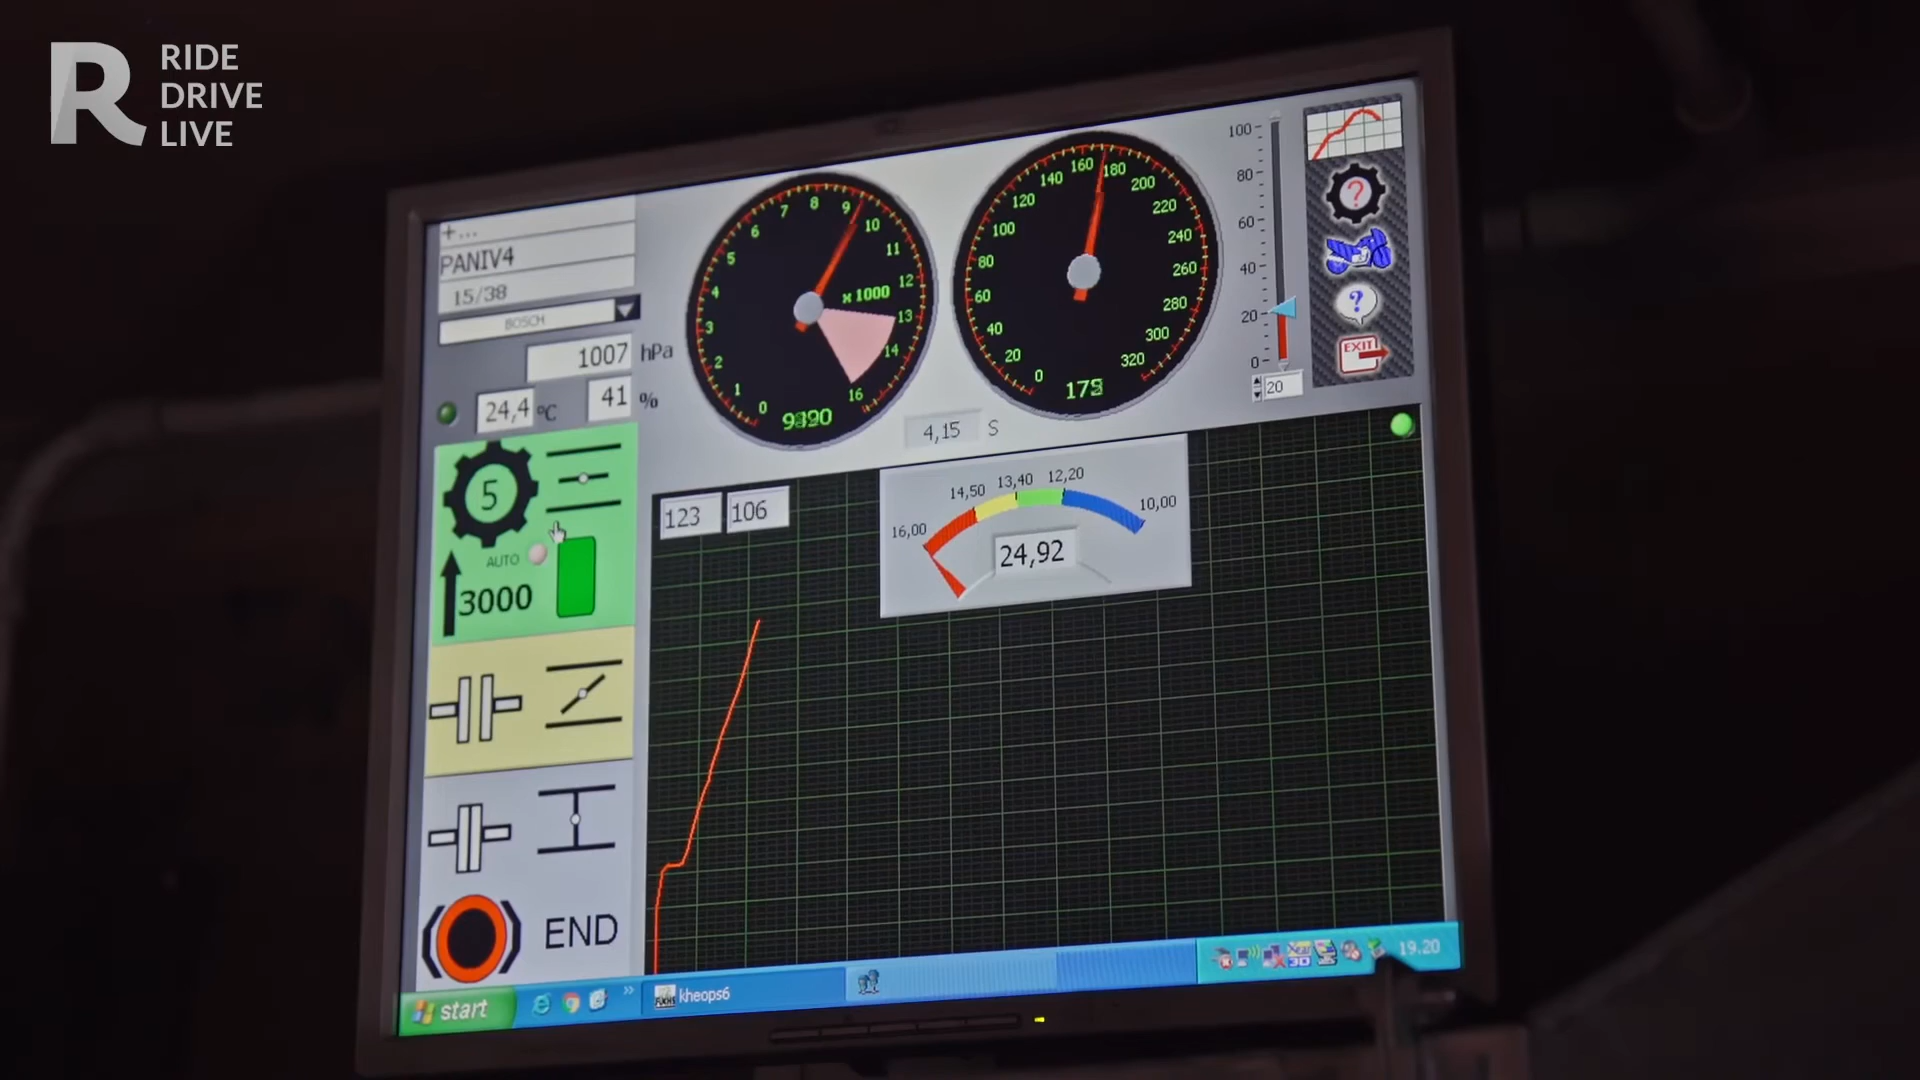 RIDE
DRIVE
LIVE
+...
PANIV4
15/38
BOSCH
1007 hPa
24,4 °C 41 %
0 1 2 3 4 5 6 7 8 9 10 11 12 13 14 16
x 1000
0 20 40 60 80 100 120 140 160 180 200 220 240 260 280 300 320
4,15 S
100
80
60
40
20
0
20
?
?
EXIT
5
AUTO
3000
END
123 106
16,00 14,50 13,40 12,20 10,00
24,92
start
kheops6
19.20